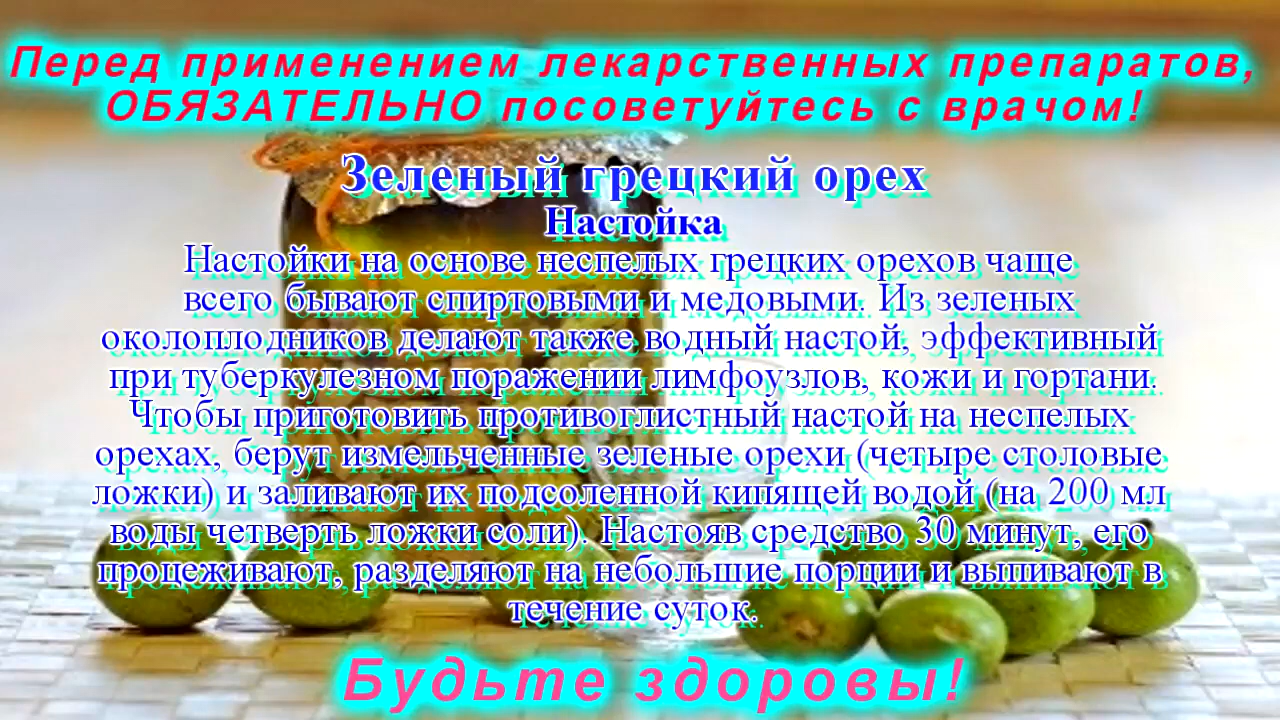 Перед применением лекарственных препаратов,
ОБЯЗАТЕЛЬНО посоветуйтесь с врачом!
Зеленый грецкий орех
Настойка
Настойки на основе неспелых грецких орехов чаще
всего бывают спиртовыми и медовыми. Из зеленых
околоплодников делают также водный настой, эффективный
при туберкулезном поражении лимфоузлов, кожи и гортани.
Чтобы приготовить противоглистный настой на неспелых
орехах, берут измельченные зеленые орехи (четыре столовые
ложки) и заливают их подсоленной кипящей водой (на 200 мл
воды четверть ложки соли). Настояв средство 30 минут, его
процеживают, разделяют на небольшие порции и выпивают в
течение суток.
Будьте здоровы!